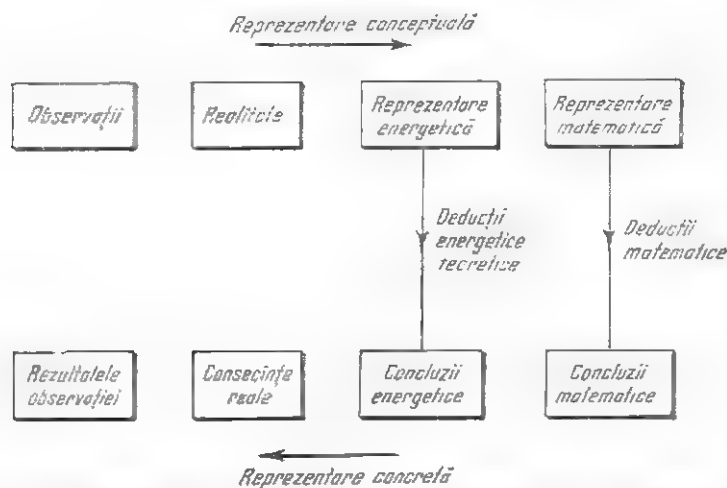 Reprezentare conceptuală
Observații
Realitate
Reprezentare
energetică
Reprezentare
matematică
Deducții
energetice
teoretice
Deducții
matematice
Rezultatele
observației
Consecințe
reale
Concluzii
energetice
Concluzii
matematice
Reprezentare concretă